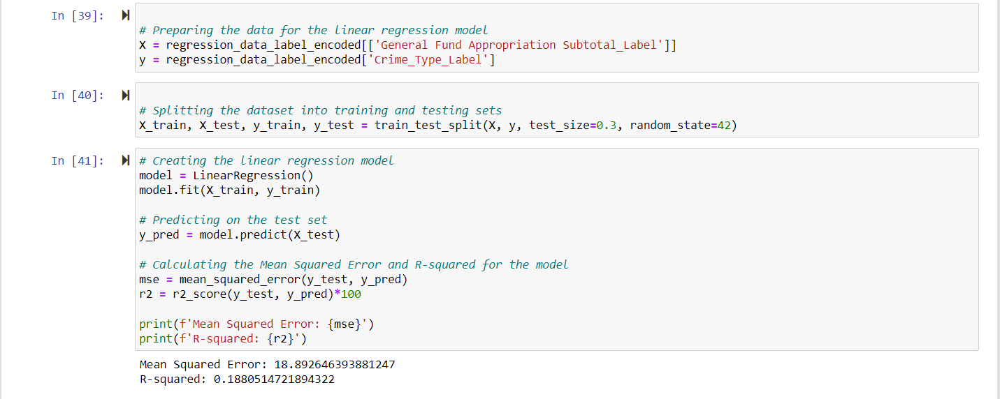 In [39]:
# Preparing the data for the linear regression model
X = regression_data_label_encoded[['General Fund Appropriation Subtotal_Label']]
y = regression_data_label_encoded['Crime_Type_Label']
In [40]:
# Splitting the dataset into training and testing sets
X_train, X_test, y_train, y_test = train_test_split(X, y, test_size=0.3, random_state=42)
In [41]:
# Creating the linear regression model
model = LinearRegression()
model.fit(X_train, y_train)
# Predicting on the test set
y_pred = model.predict(X_test)
# Calculating the Mean Squared Error and R-squared for the model
mse = mean_squared_error(y_test, y_pred)
r2 = r2_score(y_test, y_pred)*100
print(f'Mean Squared Error: {mse}')
print(f'R-squared: {r2}')
Mean Squared Error: 18.892646393881247
R-squared: 0.1880514721894322